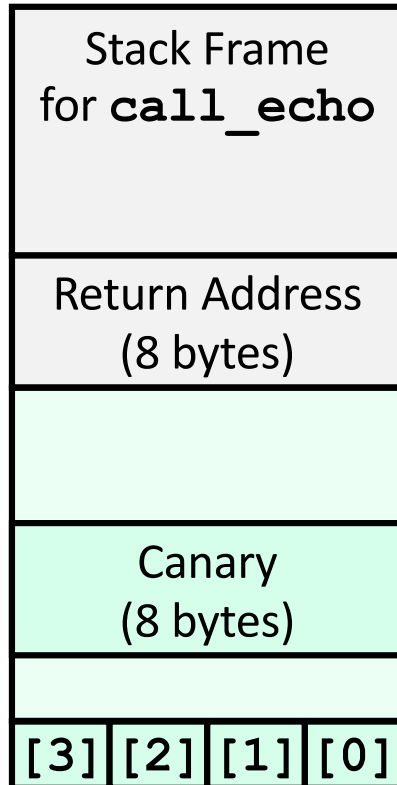 Stack Frame
for call_echo
Return Address
(8 bytes)
Canary
(8 bytes)
[3] [2] [1] [0]